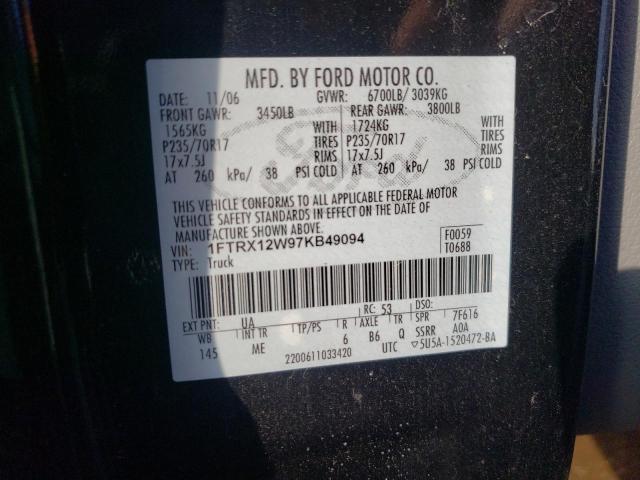 MFD. BY FORD MOTOR CO.
DATE: 11/06 GVWR: 6700LB/ 3039KG
FRONT GAWR: 3450LB REAR GAWR: 3800LB
1565KG WITH 1724KG WITH
P235/70R17 TIRES P235/70R17 TIRES
17x7.5J RIMS 17x7.5J RIMS
AT 260 kPa/ 38 PSI COLD AT 260 kPa/ 38 PSI COLD
Ford
THIS VEHICLE CONFORMS TO ALL APPLICABLE FEDERAL MOTOR
VEHICLE SAFETY STANDARDS IN EFFECT ON THE DATE OF
MANUFACTURE SHOWN ABOVE.
VIN: 1FTRX12W97KB49094 F0059
TYPE: Truck T0688
EXT PNT: UA RC: 53 DSO:
WB INT TR TP/PS R AXLE TR SPR 7F616
145 ME 6 B6 Q SSRR A0A
2200611033420 UTC ▽5U5A-1520472-BA